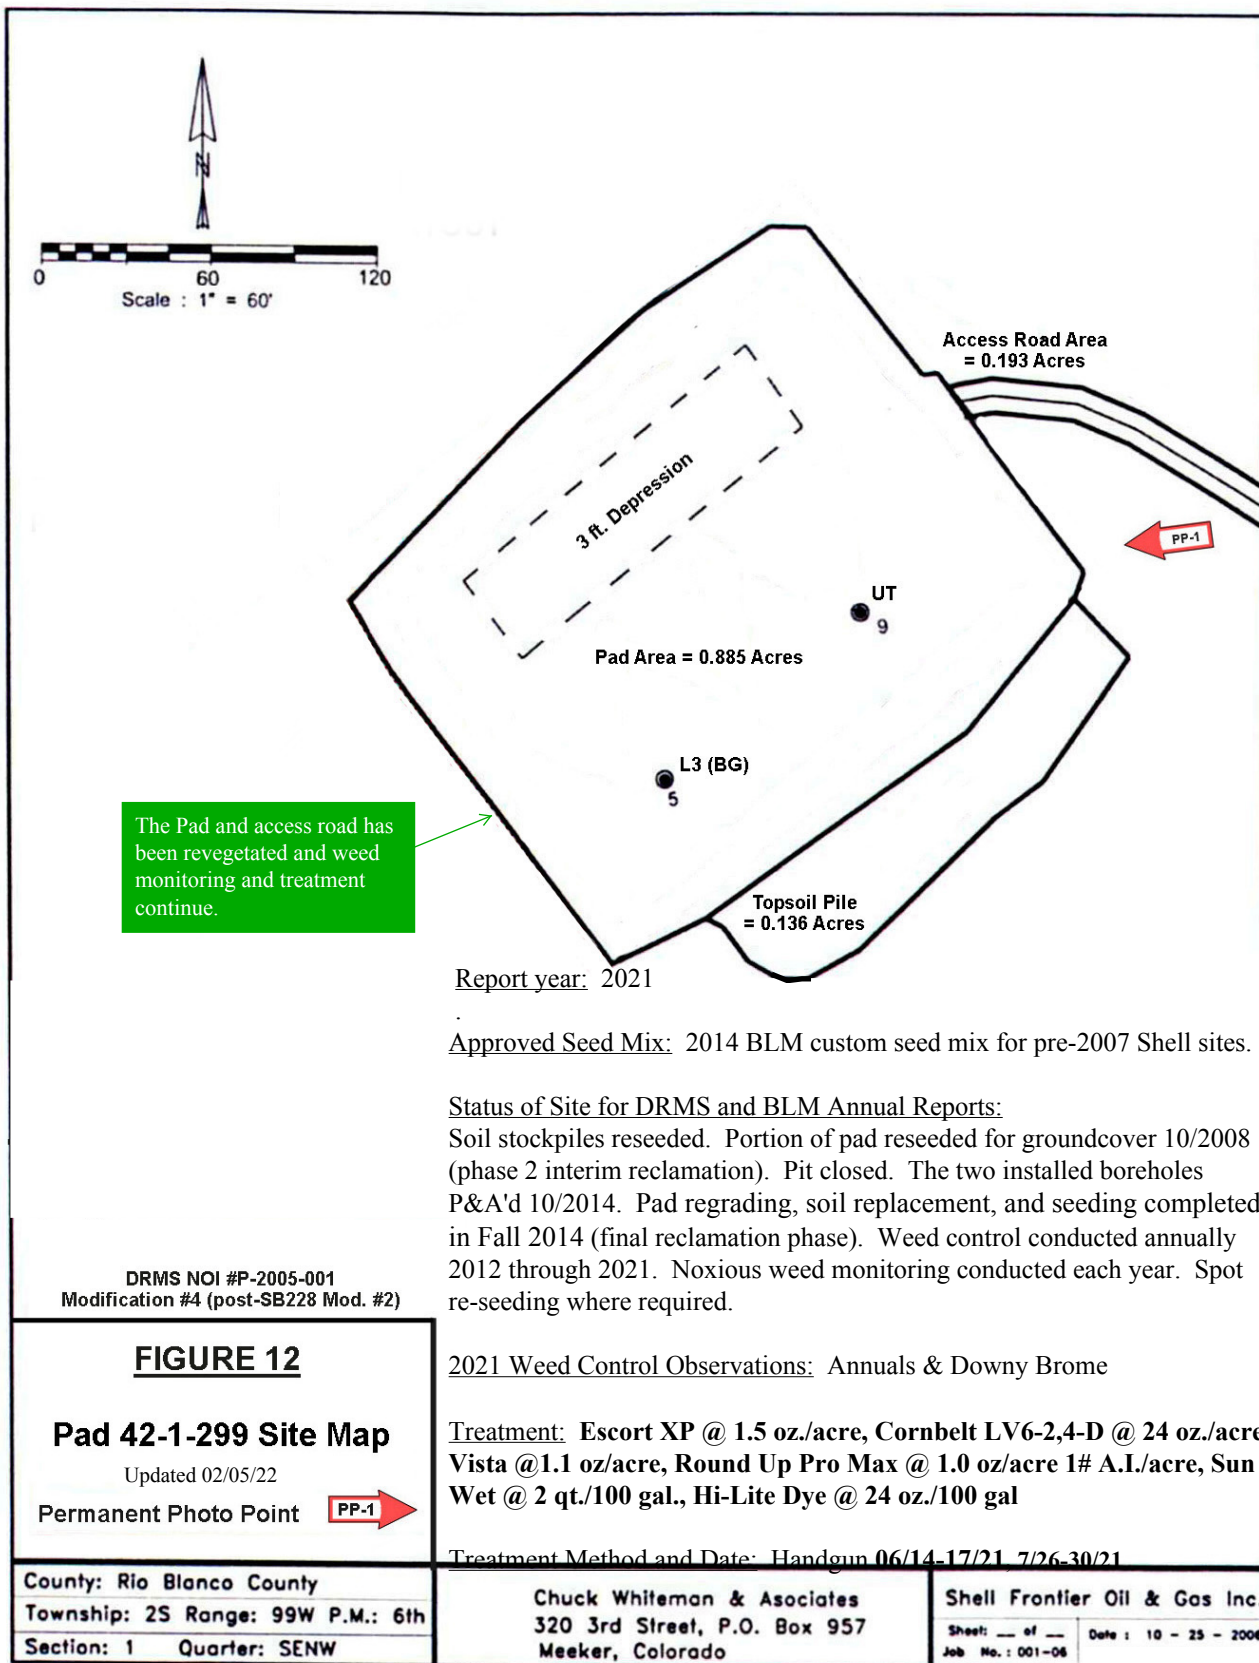 N
0 60 120
Scale : 1" = 60'
Access Road Area
= 0.193 Acres
3 ft. Depression
PP-1
UT
9
Pad Area = 0.885 Acres
L3 (BG)
5
The Pad and access road has
been revegetated and weed
monitoring and treatment
continue.
Topsoil Pile
= 0.136 Acres
Report year: 2021
.
Approved Seed Mix: 2014 BLM custom seed mix for pre-2007 Shell sites.
Status of Site for DRMS and BLM Annual Reports:
Soil stockpiles reseeded. Portion of pad reseeded for groundcover 10/2008
(phase 2 interim reclamation). Pit closed. The two installed boreholes
P&A'd 10/2014. Pad regrading, soil replacement, and seeding completed
in Fall 2014 (final reclamation phase). Weed control conducted annually
2012 through 2021. Noxious weed monitoring conducted each year. Spot
re-seeding where required.
2021 Weed Control Observations: Annuals & Downy Brome
Treatment: Escort XP @ 1.5 oz./acre, Cornbelt LV6-2,4-D @ 24 oz./acre
Vista @1.1 oz/acre, Round Up Pro Max @ 1.0 oz/acre 1# A.I./acre, Sun
Wet @ 2 qt./100 gal., Hi-Lite Dye @ 24 oz./100 gal
Treatment Method and Date: Handgun 06/14-17/21, 7/26-30/21
DRMS NOI #P-2005-001
Modification #4 (post-SB228 Mod. #2)
FIGURE 12
Pad 42-1-299 Site Map
Updated 02/05/22
Permanent Photo Point PP-1
County: Rio Blanco County
Township: 2S Range: 99W P.M.: 6th
Section: 1 Quarter: SENW
Chuck Whiteman & Asociates
320 3rd Street, P.O. Box 957
Meeker, Colorado
Shell Frontier Oil & Gas Inc.
Sheet: __ of __ Date : 10 - 25 - 2006
Job No. : 001-06